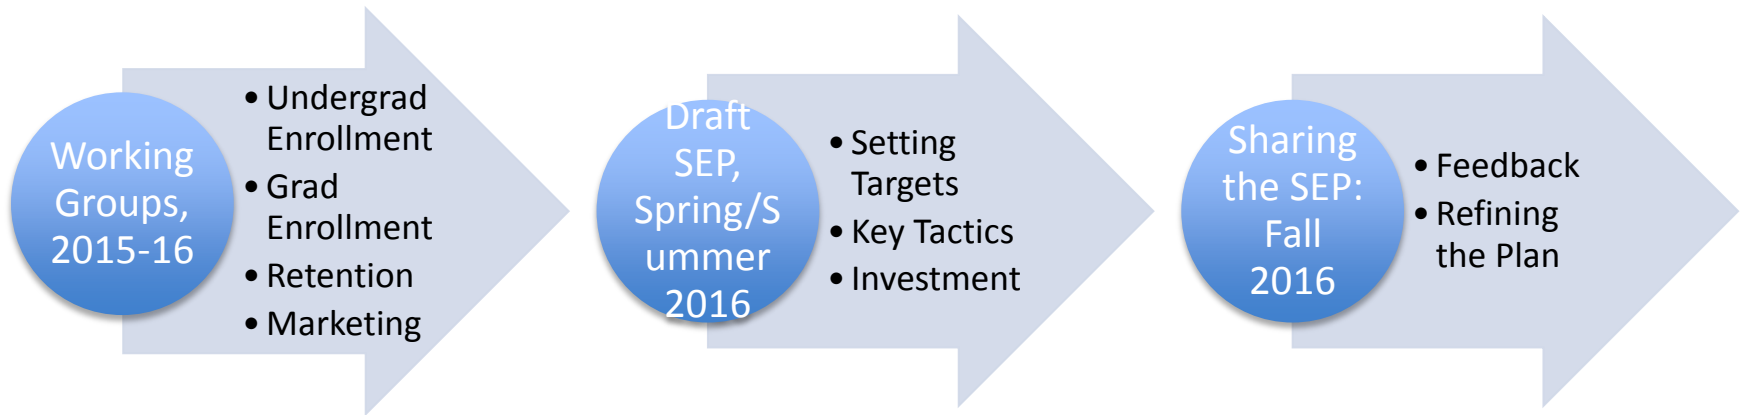 Working
Groups,
2015-16
• Undergrad
Enrollment
• Grad
Enrollment
• Retention
• Marketing
Draft
SEP,
Spring/S
ummer
2016
• Setting
Targets
• Key Tactics
• Investment
Sharing
the SEP:
Fall
2016
• Feedback
• Refining
the Plan